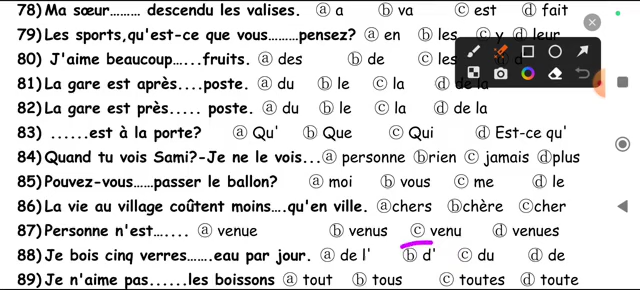 78) Ma sœur……… descendu les valises. ⓐ a ⓑ va ⓒ est ⓓ fait
79) Les sports,qu'est-ce que vous………pensez? ⓐ en ⓑ les ⓒ y ⓓ leur
80) J'aime beaucoup…...fruits. ⓐ des ⓑ de ⓒ les ⓓ d'
81) La gare est après....poste. ⓐ du ⓑ le ⓒ la ⓓ de la
82) La gare est près..... poste. ⓐ du ⓑ le ⓒ la ⓓ de la
83) ......est à la porte? ⓐ Qu' ⓑ Que ⓒ Qui ⓓ Est-ce qu'
84) Quand tu vois Sami?-Je ne le vois...ⓐ personne ⓑrien ⓒ jamais ⓓplus
85) Pouvez-vous……passer le ballon? ⓐ moi ⓑ vous ⓒ me ⓓ le
86) La vie au village coûtent moins….qu'en ville. ⓐchers ⓑchère ⓒcher
87) Personne n'est…..... ⓐ venue ⓑ venus ⓒ venu ⓓ venues
88) Je bois cinq verres…….eau par jour. ⓐ de l' ⓑ d' ⓒ du ⓓ de
89) Je n'aime pas......les boissons ⓐ tout ⓑ tous ⓒ toutes ⓓ toute